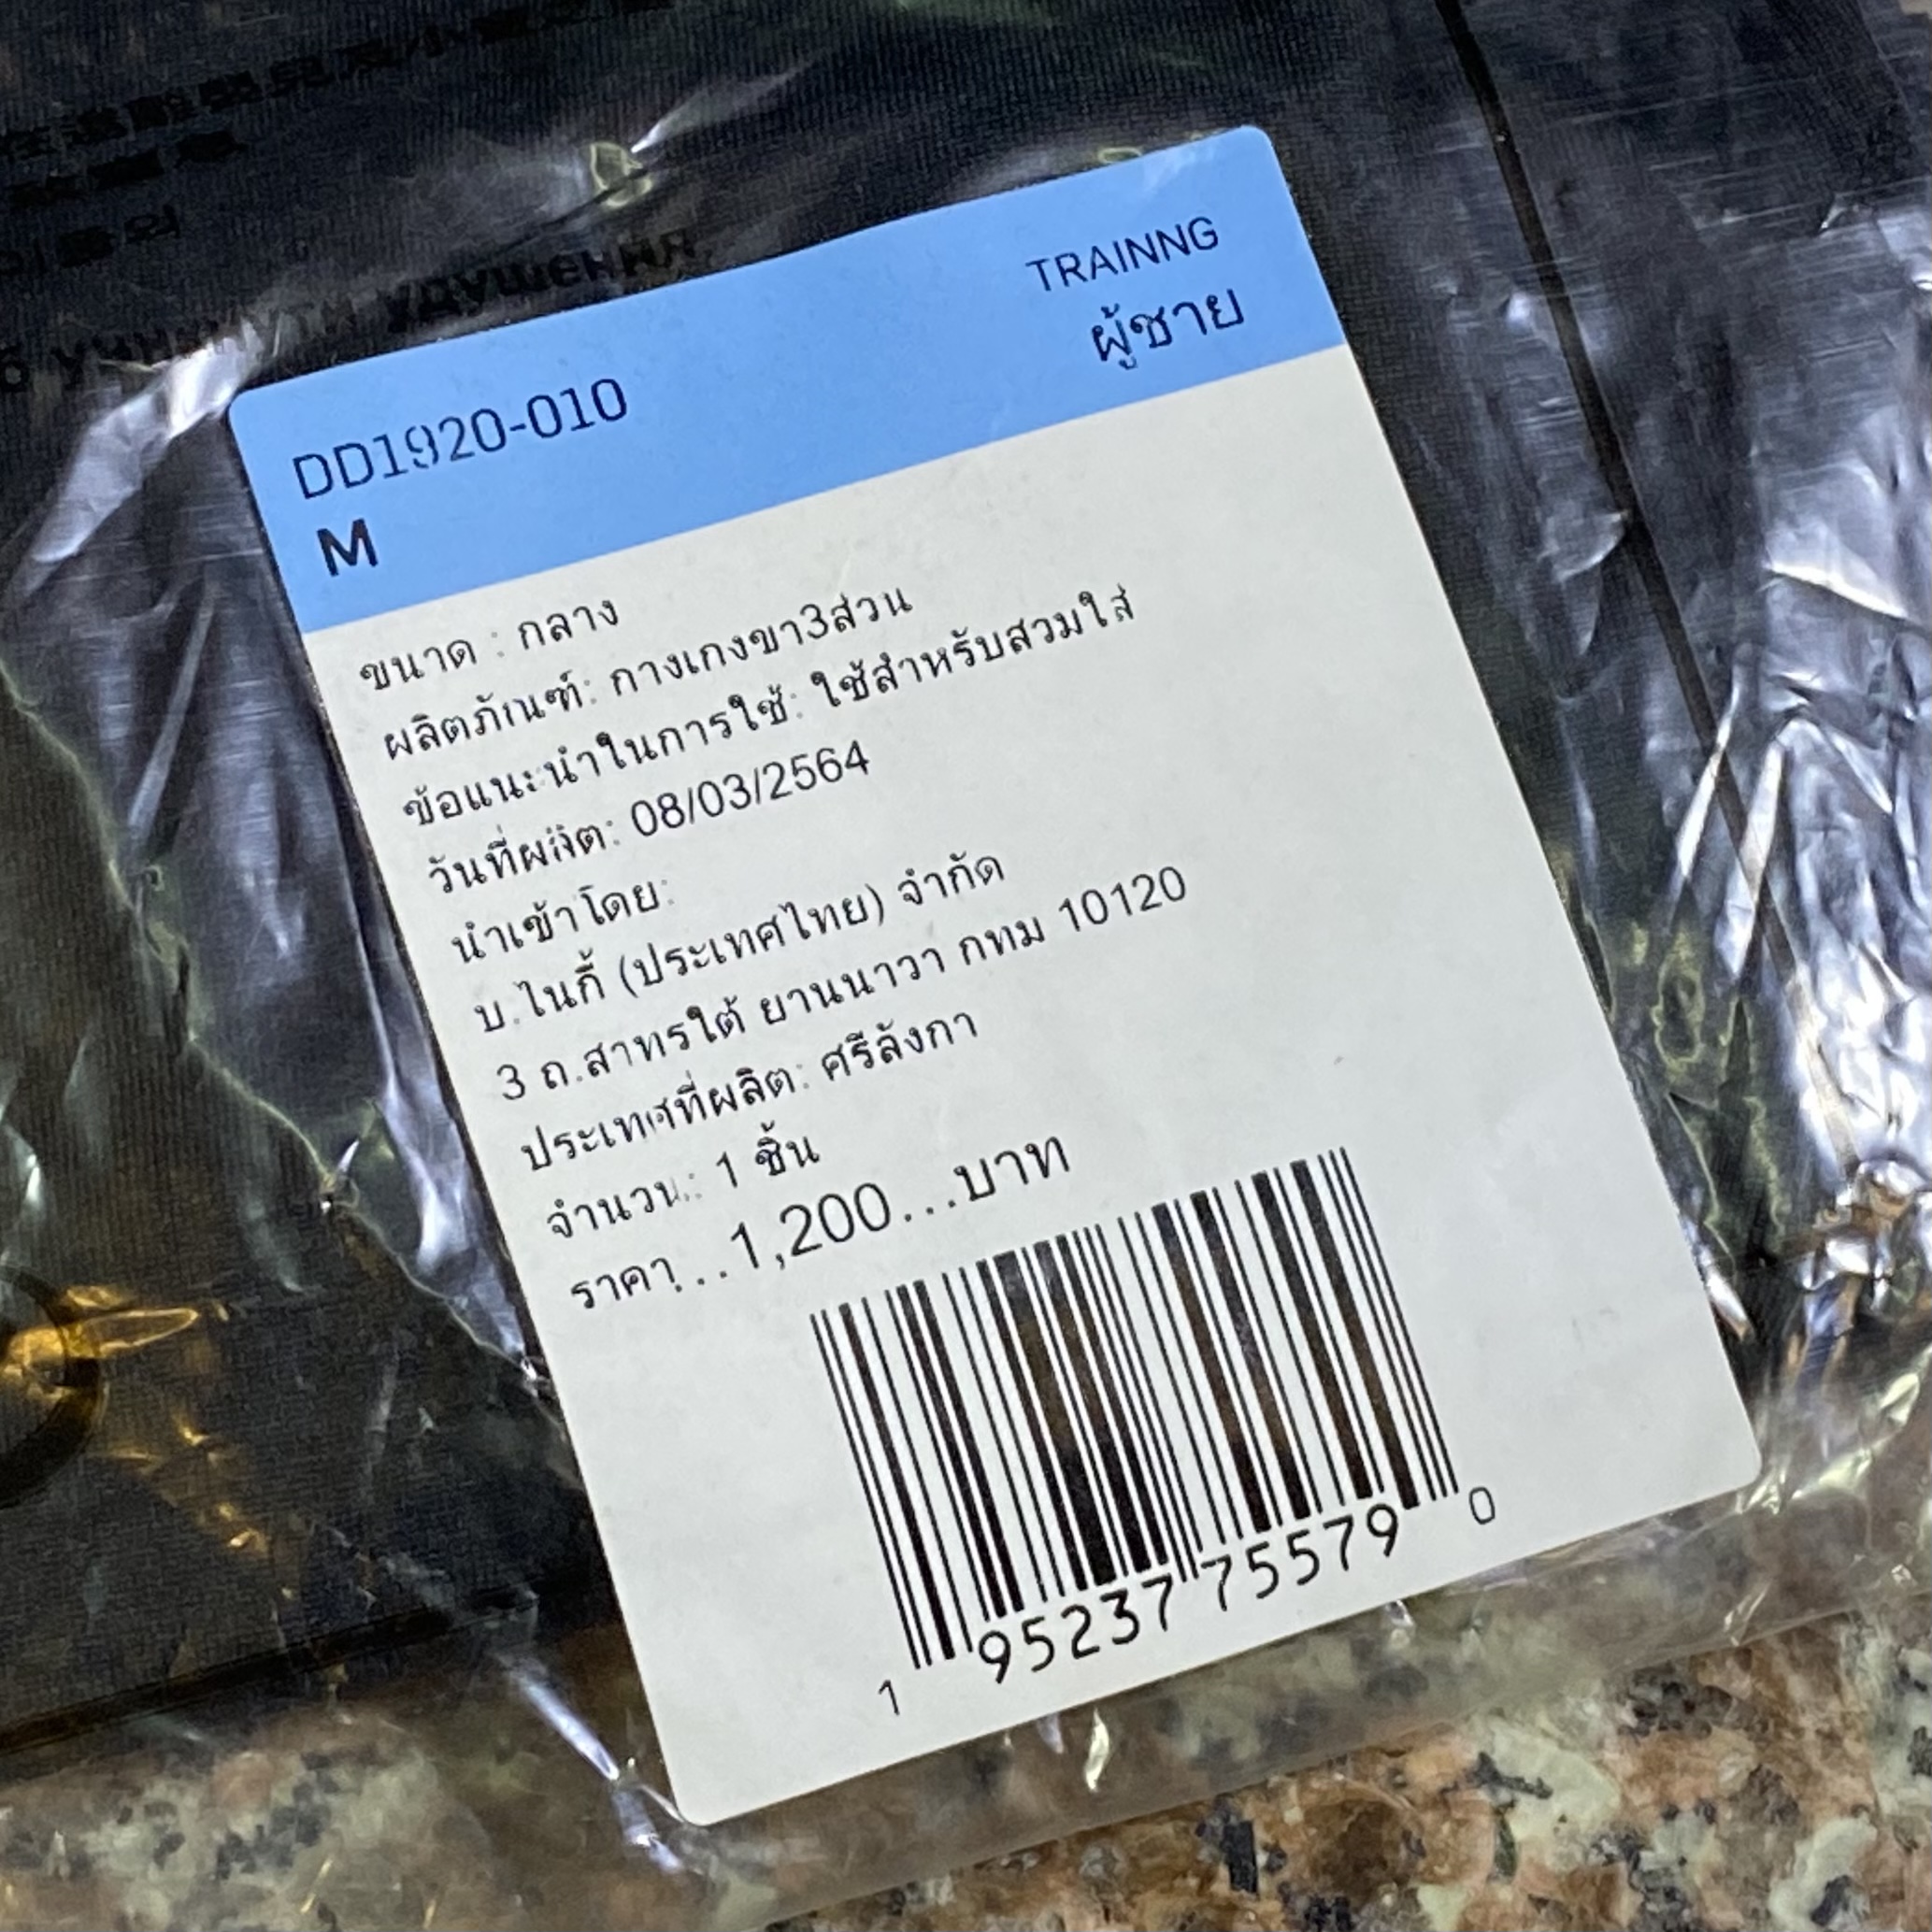 удушения
DD1920-010
TRAINNG
M
ผู้ชาย
ขนาด : กลาง
ผลิตภัณฑ์: กางเกงขา3ส่วน
ข้อแนะนำในการใช้: ใช้สำหรับสวมใส่
วันที่ผลิต: 08/03/2564
นำเข้าโดย:
บ.ไนกี้ (ประเทศไทย) จำกัด
3 ถ.สาทรใต้ ยานนาวา กทม 10120
ประเทศที่ผลิต: ศรีลังกา
จำนวน.: 1 ชิ้น
ราคา...1,200...บาท
1 95237 75579 0